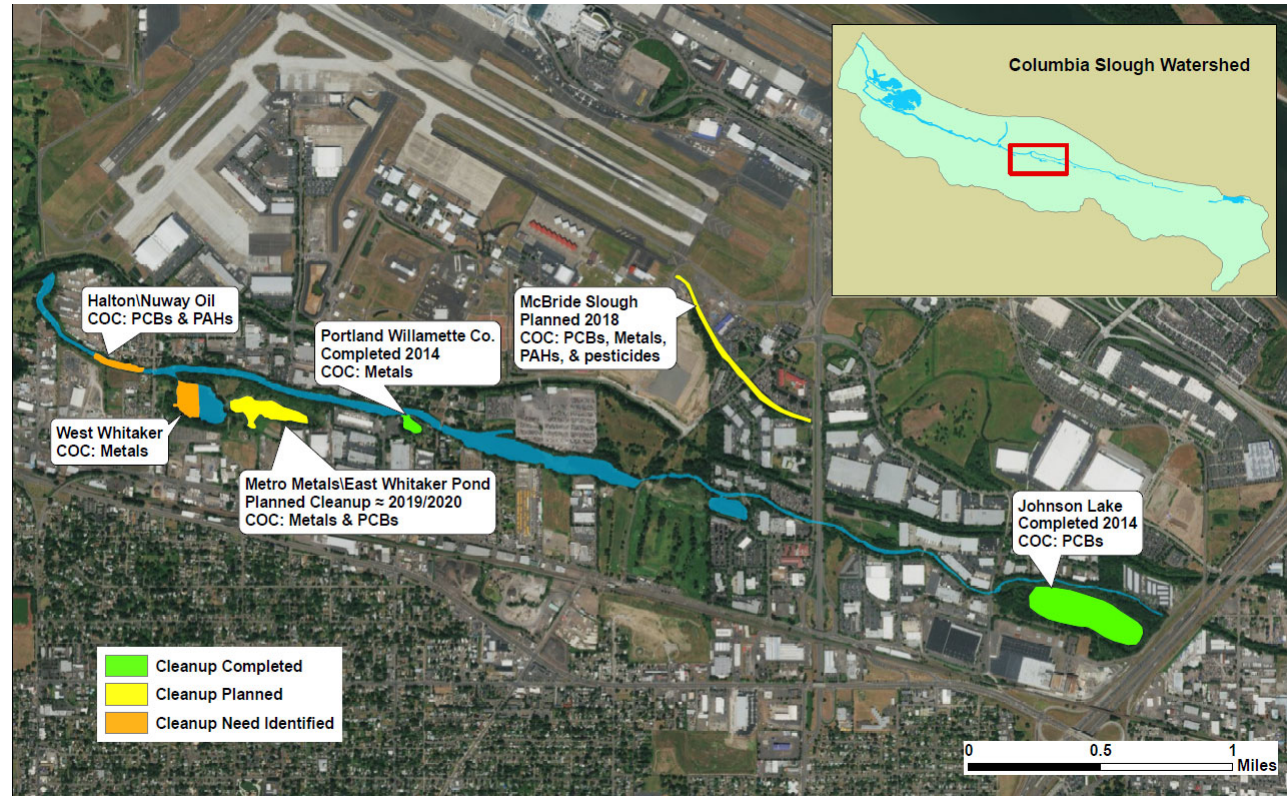 Columbia Slough Watershed
Halton\Nuway Oil
COC: PCBs & PAHs
Portland Willamette Co.
Completed 2014
COC: Metals
McBride Slough
Planned 2018
COC: PCBs, Metals,
PAHs, & pesticides
West Whitaker
COC: Metals
Metro Metals\East Whitaker Pond
Planned Cleanup ≈ 2019/2020
COC: Metals & PCBs
Johnson Lake
Completed 2014
COC: PCBs
Cleanup Completed
Cleanup Planned
Cleanup Need Identified
0 0.5 1
Miles